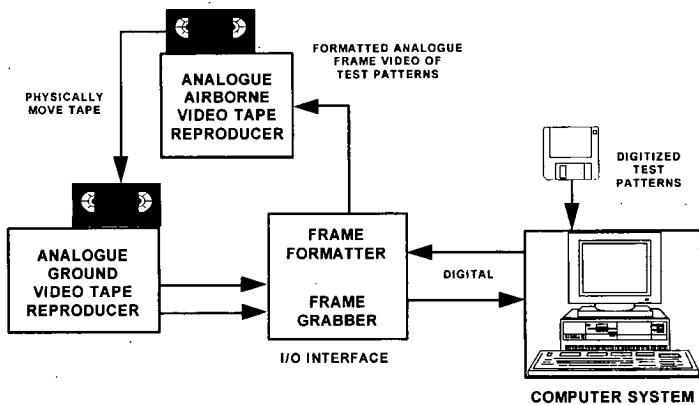 FORMATTED ANALOGUE
FRAME VIDEO OF
TEST PATTERNS
ANALOGUE
AIRBORNE
VIDEO TAPE
REPRODUCER
PHYSICALLY
MOVE TAPE
DIGITIZED
TEST
PATTERNS
ANALOGUE
GROUND
VIDEO TAPE
REPRODUCER
FRAME
FORMATTER
FRAME
GRABBER
DIGITAL
I/O INTERFACE
COMPUTER SYSTEM